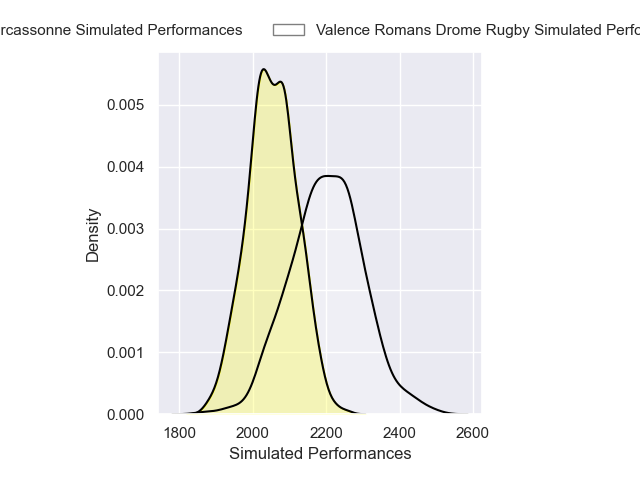 rcassonne Simulated Performances Valence Romans Drome Rugby Simulated Perfo
0.005
0.004
0.003
0.002
0.001
0.000
Density
1800 2000 2200 2400 2600
Simulated Performances